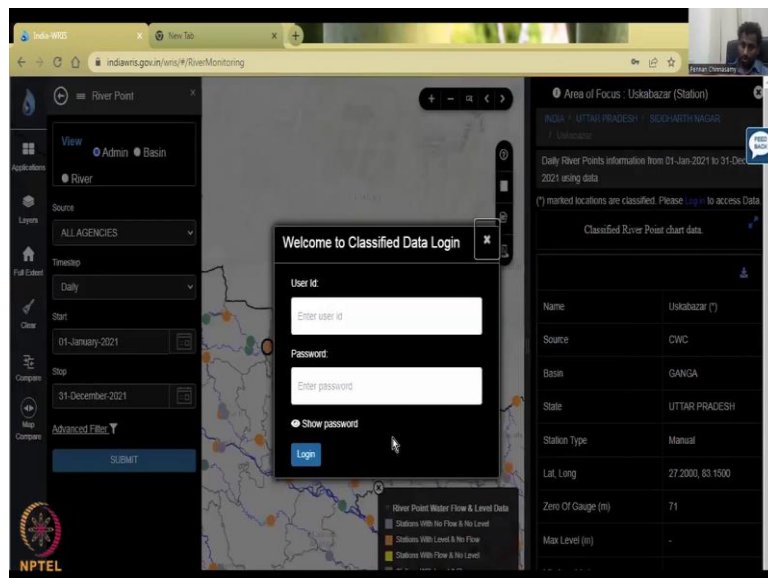 India-WRIS
New Tab
indiawris.gov.in/wris/#/RiverMonitoring
Pennan Chinnasamy
River Point
Applications
Layers
Full Extent
Clear
Compare
Map Compare
View
Admin
Basin
River
Source
ALL AGENCIES
Timestep
Daily
Start
01-January-2021
Stop
31-December-2021
Advanced Filter
SUBMIT
Welcome to Classified Data Login
User Id:
Enter user id
Password:
Enter password
Show password
Login
River Point Water Flow & Level Data
Stations With No Flow & No Level
Stations With Level & No Flow
Stations With Flow & No Level
Area of Focus : Uskabazar (Station)
INDIA / UTTAR PRADESH / SIDDHARTH NAGAR
/ Uskabazar
FEED BACK
Daily River Points information from 01-Jan-2021 to 31-Dec-
2021 using data
(*) marked locations are classified. Please Log in to access Data.
Classified River Point chart data.
Name Uskabazar (*)
Source CWC
Basin GANGA
State UTTAR PRADESH
Station Type Manual
Lat, Long 27.2000, 83.1500
Zero Of Gauge (m) 71
Max Level (m) -
NPTEL